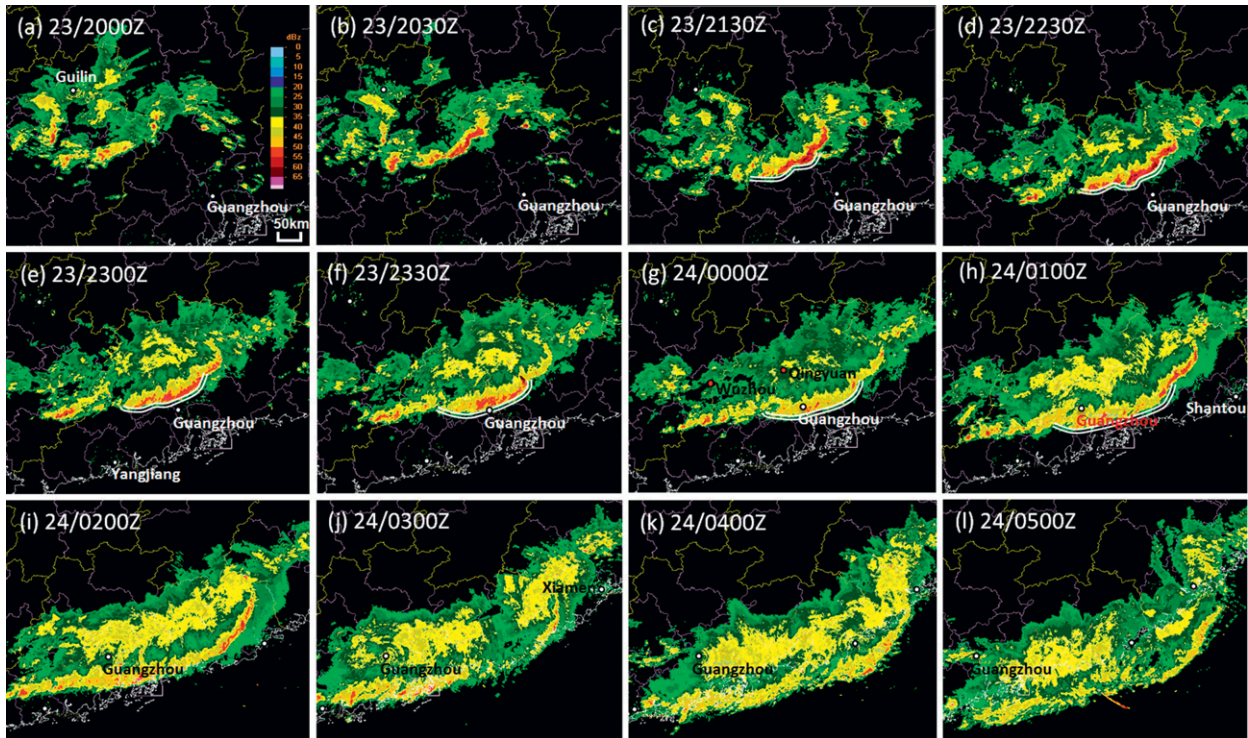 (a) 23/2000Z
dBz
0
5
10
15
20
25
30
35
40
45
50
55
60
65
Guilin
Guangzhou
50km
(b) 23/2030Z
Guangzhou
(c) 23/2130Z
Guangzhou
(d) 23/2230Z
Guangzhou
(e) 23/2300Z
Guangzhou
Yangjiang
(f) 23/2330Z
Guangzhou
(g) 24/0000Z
Qingyuan
Wuzhou
Guangzhou
(h) 24/0100Z
Shantou
Guangzhou
(i) 24/0200Z
Guangzhou
(j) 24/0300Z
Xiamen
Guangzhou
(k) 24/0400Z
Guangzhou
(l) 24/0500Z
Guangzhou